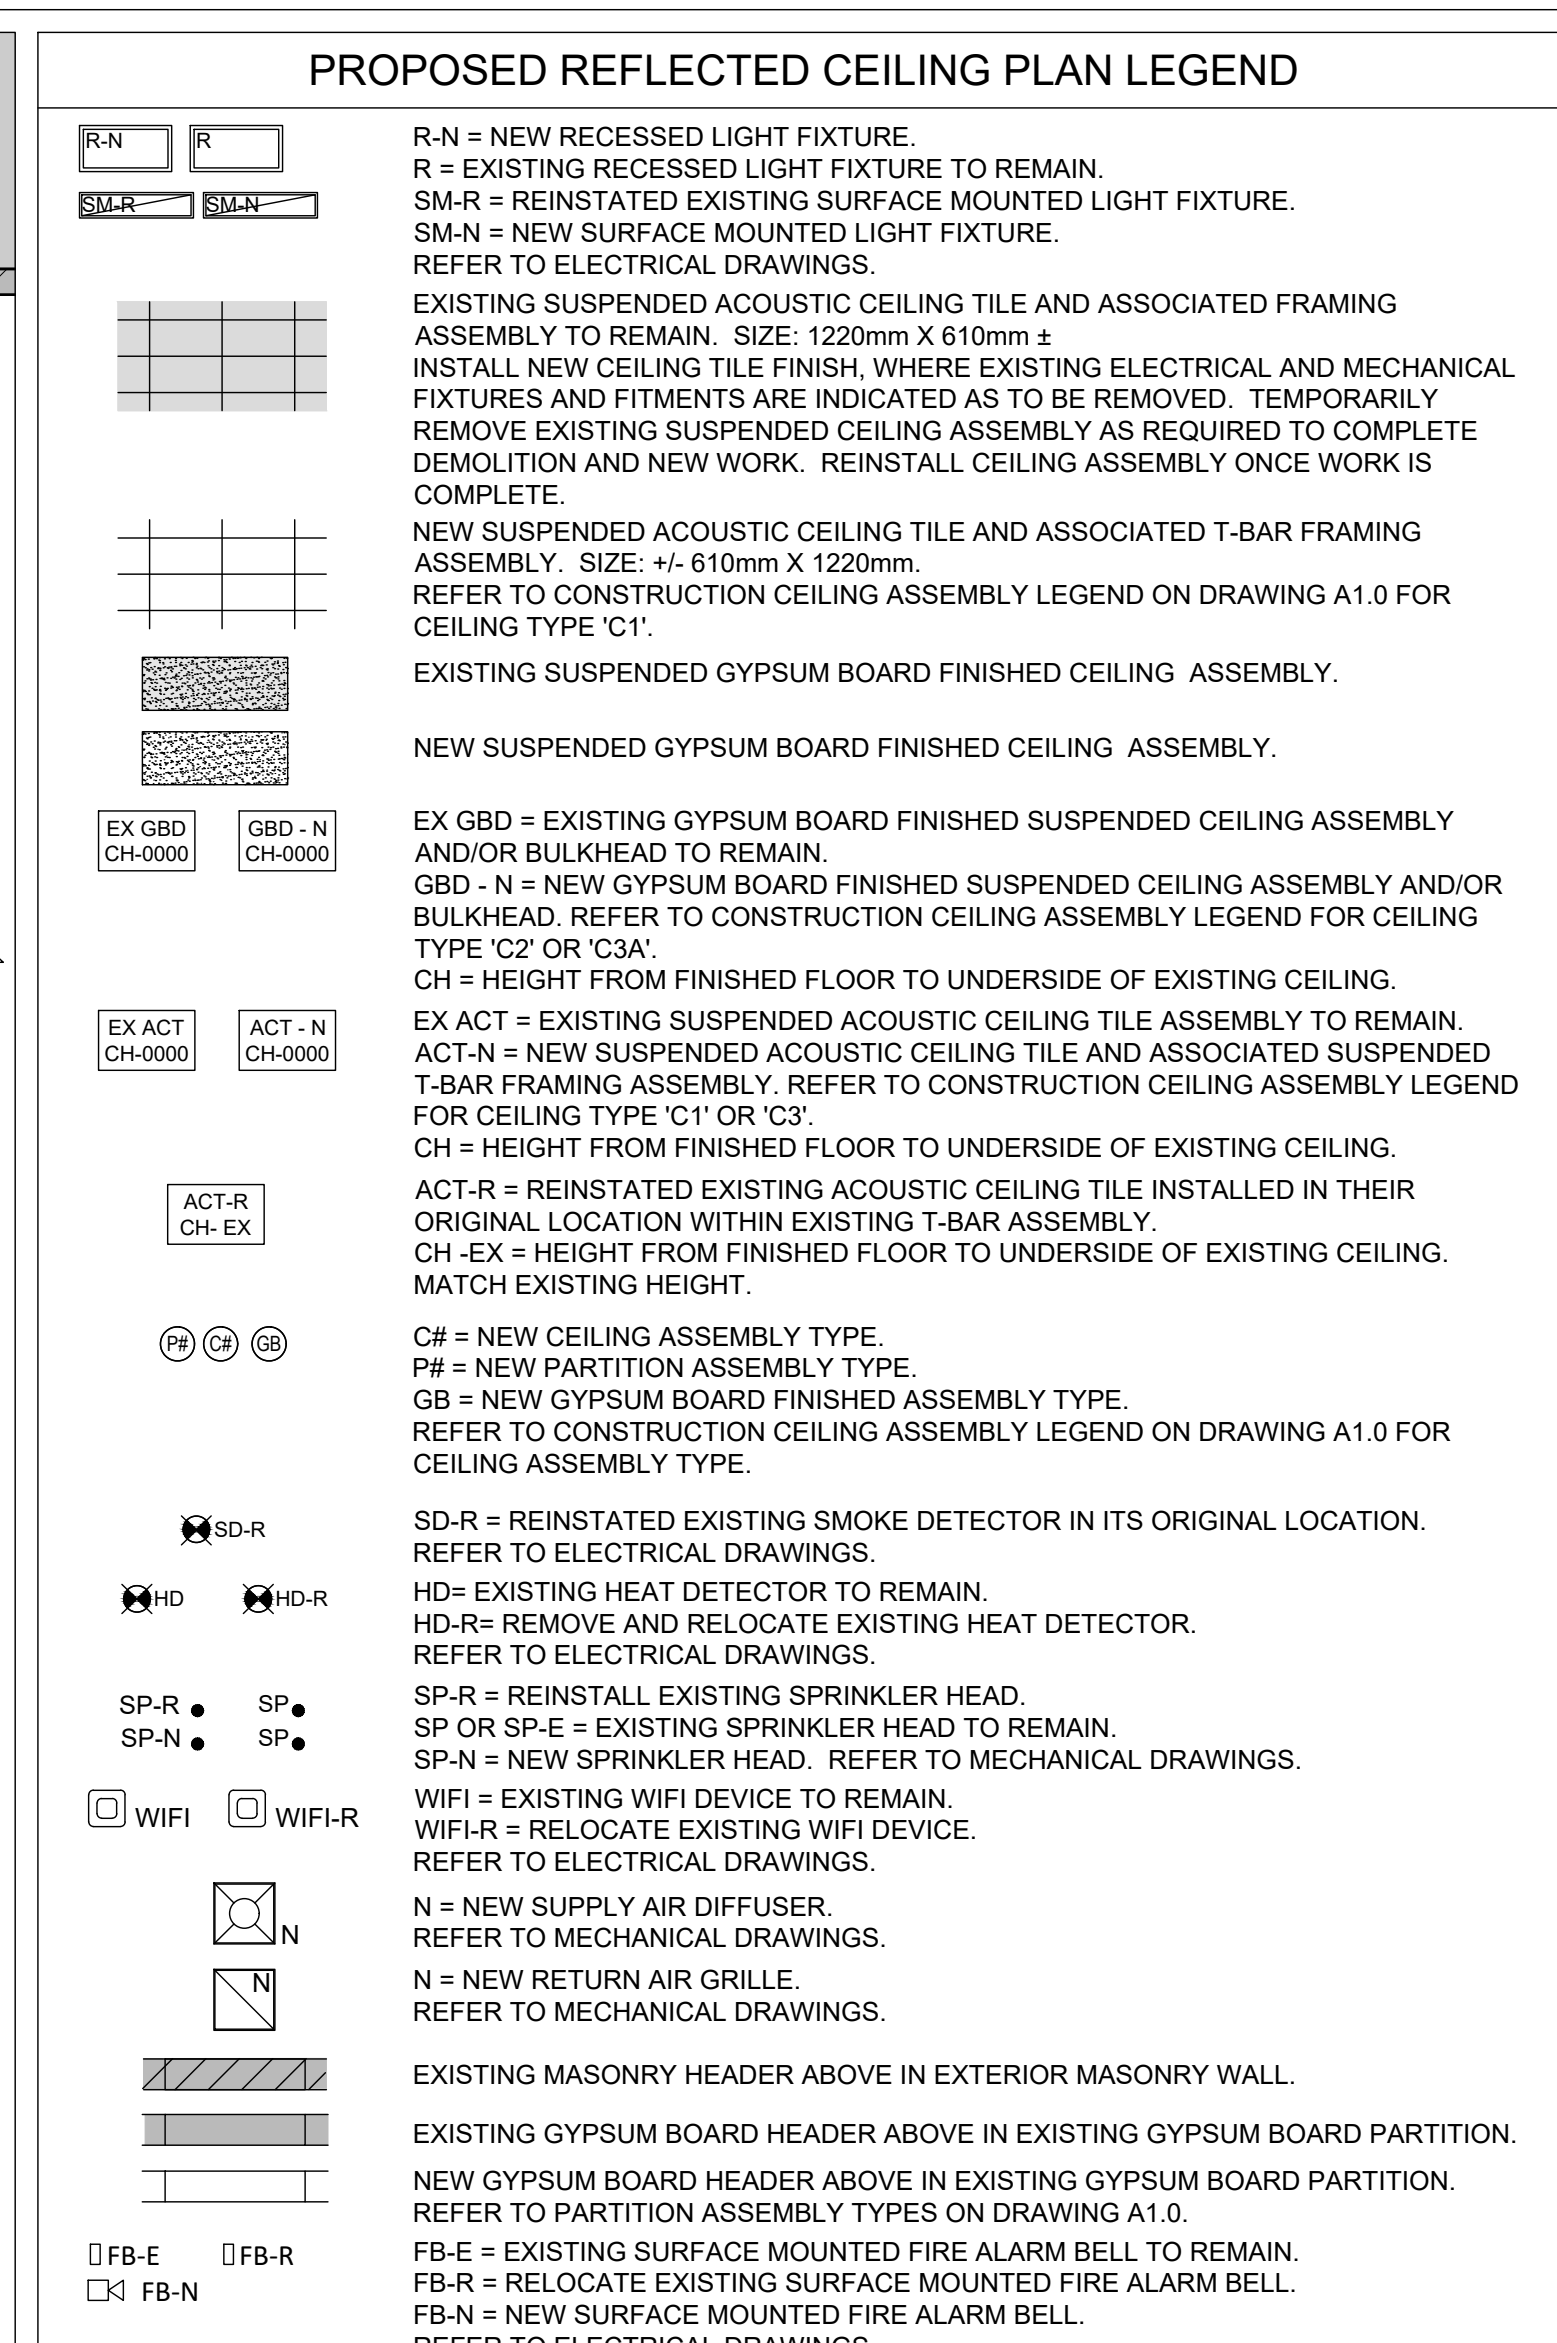 PROPOSED REFLECTED CEILING PLAN LEGEND
R-N R
SM-R SM-N
R-N = NEW RECESSED LIGHT FIXTURE.
R = EXISTING RECESSED LIGHT FIXTURE TO REMAIN.
SM-R = REINSTATED EXISTING SURFACE MOUNTED LIGHT FIXTURE.
SM-N = NEW SURFACE MOUNTED LIGHT FIXTURE.
REFER TO ELECTRICAL DRAWINGS.
EXISTING SUSPENDED ACOUSTIC CEILING TILE AND ASSOCIATED FRAMING
ASSEMBLY TO REMAIN. SIZE: 1220mm X 610mm ±
INSTALL NEW CEILING TILE FINISH, WHERE EXISTING ELECTRICAL AND MECHANICAL
FIXTURES AND FITMENTS ARE INDICATED AS TO BE REMOVED. TEMPORARILY
REMOVE EXISTING SUSPENDED CEILING ASSEMBLY AS REQUIRED TO COMPLETE
DEMOLITION AND NEW WORK. REINSTALL CEILING ASSEMBLY ONCE WORK IS
COMPLETE.
NEW SUSPENDED ACOUSTIC CEILING TILE AND ASSOCIATED T-BAR FRAMING
ASSEMBLY. SIZE: +/- 610mm X 1220mm.
REFER TO CONSTRUCTION CEILING ASSEMBLY LEGEND ON DRAWING A1.0 FOR
CEILING TYPE 'C1'.
EXISTING SUSPENDED GYPSUM BOARD FINISHED CEILING ASSEMBLY.
NEW SUSPENDED GYPSUM BOARD FINISHED CEILING ASSEMBLY.
EX GBD GBD - N
CH-0000 CH-0000
EX GBD = EXISTING GYPSUM BOARD FINISHED SUSPENDED CEILING ASSEMBLY
AND/OR BULKHEAD TO REMAIN.
GBD - N = NEW GYPSUM BOARD FINISHED SUSPENDED CEILING ASSEMBLY AND/OR
BULKHEAD. REFER TO CONSTRUCTION CEILING ASSEMBLY LEGEND FOR CEILING
TYPE 'C2' OR 'C3A'.
CH = HEIGHT FROM FINISHED FLOOR TO UNDERSIDE OF EXISTING CEILING.
EX ACT ACT - N
CH-0000 CH-0000
EX ACT = EXISTING SUSPENDED ACOUSTIC CEILING TILE ASSEMBLY TO REMAIN.
ACT-N = NEW SUSPENDED ACOUSTIC CEILING TILE AND ASSOCIATED SUSPENDED
T-BAR FRAMING ASSEMBLY. REFER TO CONSTRUCTION CEILING ASSEMBLY LEGEND
FOR CEILING TYPE 'C1' OR 'C3'.
CH = HEIGHT FROM FINISHED FLOOR TO UNDERSIDE OF EXISTING CEILING.
ACT-R
CH- EX
ACT-R = REINSTATED EXISTING ACOUSTIC CEILING TILE INSTALLED IN THEIR
ORIGINAL LOCATION WITHIN EXISTING T-BAR ASSEMBLY.
CH -EX = HEIGHT FROM FINISHED FLOOR TO UNDERSIDE OF EXISTING CEILING.
MATCH EXISTING HEIGHT.
P# C# GB
C# = NEW CEILING ASSEMBLY TYPE.
P# = NEW PARTITION ASSEMBLY TYPE.
GB = NEW GYPSUM BOARD FINISHED ASSEMBLY TYPE.
REFER TO CONSTRUCTION CEILING ASSEMBLY LEGEND ON DRAWING A1.0 FOR
CEILING ASSEMBLY TYPE.
SD-R
SD-R = REINSTATED EXISTING SMOKE DETECTOR IN ITS ORIGINAL LOCATION.
REFER TO ELECTRICAL DRAWINGS.
HD HD-R
HD= EXISTING HEAT DETECTOR TO REMAIN.
HD-R= REMOVE AND RELOCATE EXISTING HEAT DETECTOR.
REFER TO ELECTRICAL DRAWINGS.
SP-R SP
SP-N SP
SP-R = REINSTALL EXISTING SPRINKLER HEAD.
SP OR SP-E = EXISTING SPRINKLER HEAD TO REMAIN.
SP-N = NEW SPRINKLER HEAD. REFER TO MECHANICAL DRAWINGS.
WIFI WIFI-R
WIFI = EXISTING WIFI DEVICE TO REMAIN.
WIFI-R = RELOCATE EXISTING WIFI DEVICE.
REFER TO ELECTRICAL DRAWINGS.
N
N = NEW SUPPLY AIR DIFFUSER.
REFER TO MECHANICAL DRAWINGS.
N
N = NEW RETURN AIR GRILLE.
REFER TO MECHANICAL DRAWINGS.
EXISTING MASONRY HEADER ABOVE IN EXTERIOR MASONRY WALL.
EXISTING GYPSUM BOARD HEADER ABOVE IN EXISTING GYPSUM BOARD PARTITION.
NEW GYPSUM BOARD HEADER ABOVE IN EXISTING GYPSUM BOARD PARTITION.
REFER TO PARTITION ASSEMBLY TYPES ON DRAWING A1.0.
FB-E FB-R
FB-N
FB-E = EXISTING SURFACE MOUNTED FIRE ALARM BELL TO REMAIN.
FB-R = RELOCATE EXISTING SURFACE MOUNTED FIRE ALARM BELL.
FB-N = NEW SURFACE MOUNTED FIRE ALARM BELL.
REFER TO ELECTRICAL DRAWINGS.